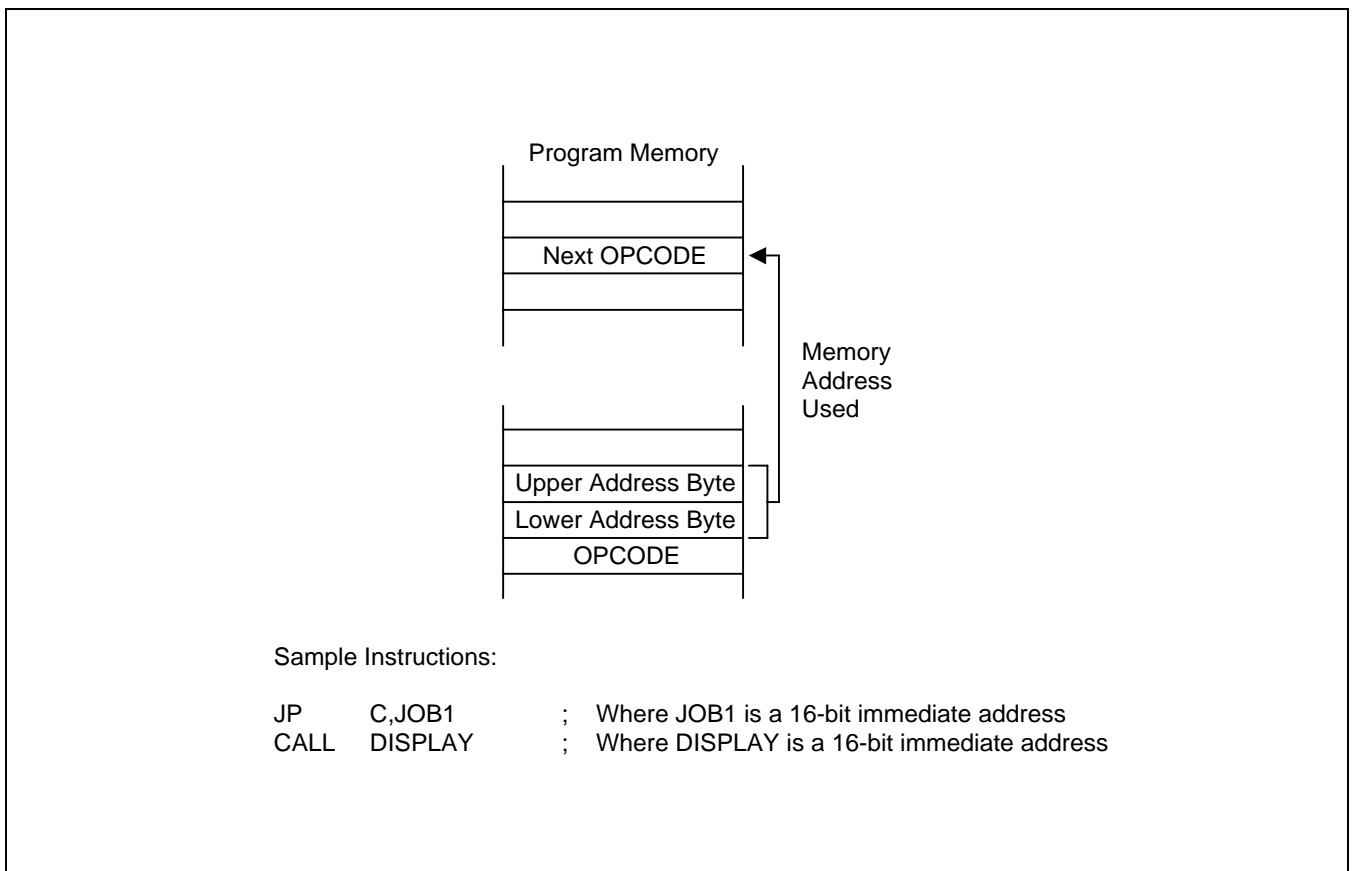 Program Memory
Next OPCODE
Memory
Address
Used
Upper Address Byte
Lower Address Byte
OPCODE
Sample Instructions:
JP C,JOB1 ; Where JOB1 is a 16-bit immediate address
CALL DISPLAY ; Where DISPLAY is a 16-bit immediate address